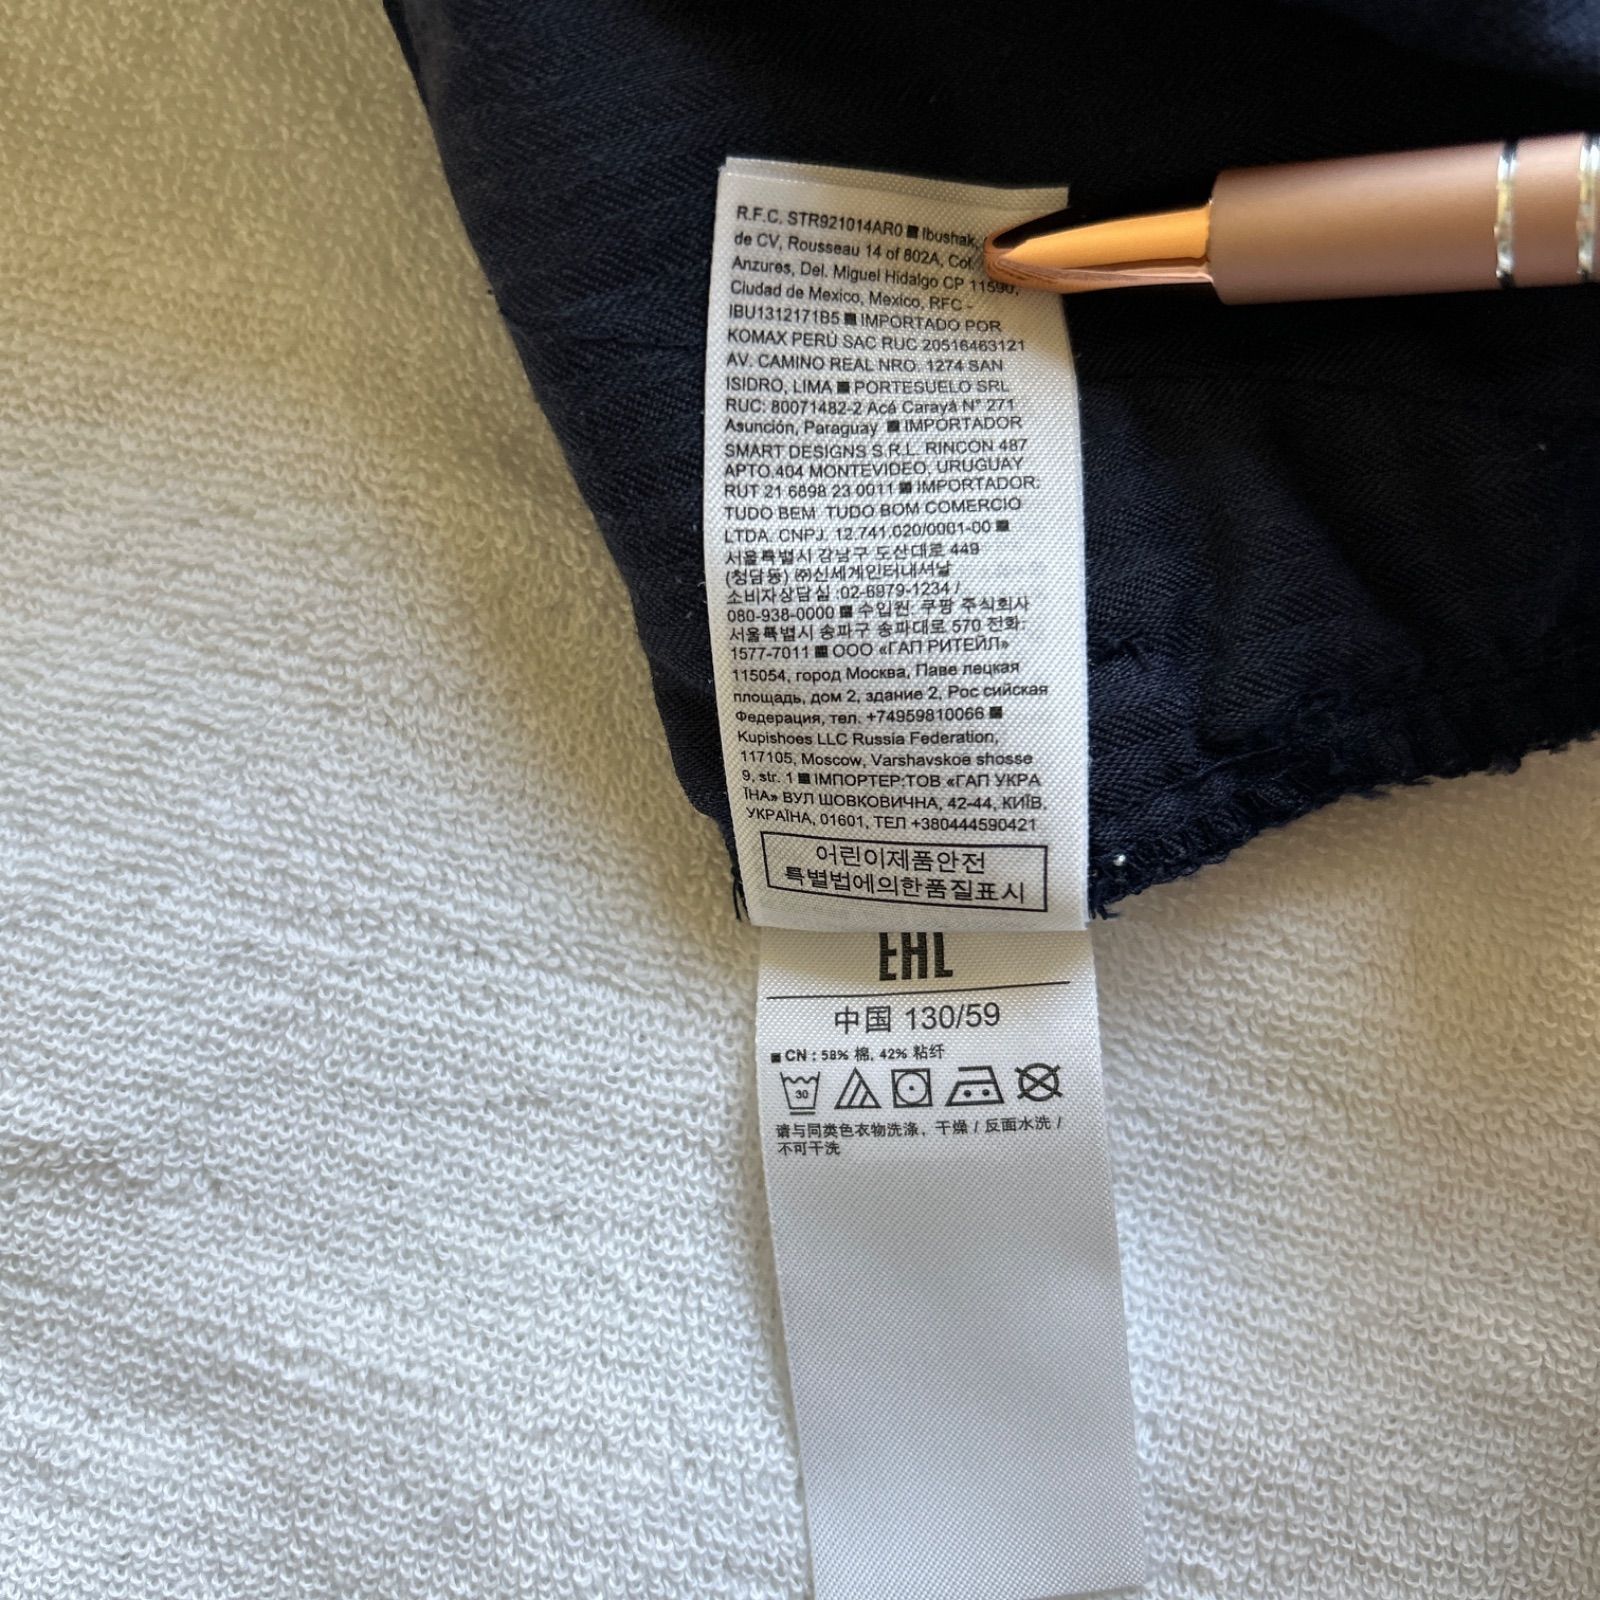 R.F.C. STR921014AR0 ■ Ibushak,
de CV, Rousseau 14 of 802A, Col.
Anzures, Del. Miguel Hidalgo CP 11590,
Ciudad de Mexico, Mexico, RFC -
IBU1312171B5 ■ IMPORTADO POR
KOMAX PERÚ SAC RUC 20516463121
AV. CAMINO REAL NRO. 1274 SAN
ISIDRO, LIMA ■ PORTESUELO SRL
RUC: 80071482-2 Acá Carayá N° 271
Asunción, Paraguay ■ IMPORTADOR
SMART DESIGNS S.R.L. RINCON 487
APTO.404 MONTEVIDEO, URUGUAY
RUT 21 6898 23 0011 ■ IMPORTADOR:
TUDO BEM TUDO BOM COMERCIO
LTDA. CNPJ. 12.741.020/0001-00 ■
서울특별시 강남구 도산대로 449
(청담동) ㈜신세계인터내셔날
소비자상담실 :02-6979-1234 /
080-938-0000 ■ 수입원: 쿠팡 주식회사
서울특별시 송파구 송파대로 570 전화:
1577-7011 ■ ООО «ГАП РИТЕЙЛ»
115054, город Москва, Паве лецкая
площадь, дом 2, здание 2, Рос сийская
Федерация, тел. +74959810066 ■
Kupishoes LLC Russia Federation,
117105, Moscow, Varshavskoe shosse
9, str. 1 ■ ІМПОРТЕР:ТОВ «ГАП УКРА
ЇНА» ВУЛ ШОВКОВИЧНА, 42-44, КИЇВ,
УКРАЇНА, 01601, ТЕЛ +380444590421
어린이제품안전
특별법에의한품질표시
EAC
中国 130/59
■ CN : 58% 棉, 42% 粘纤
30
请与同类色衣物洗涤, 干燥 / 反面水洗 /
不可干洗